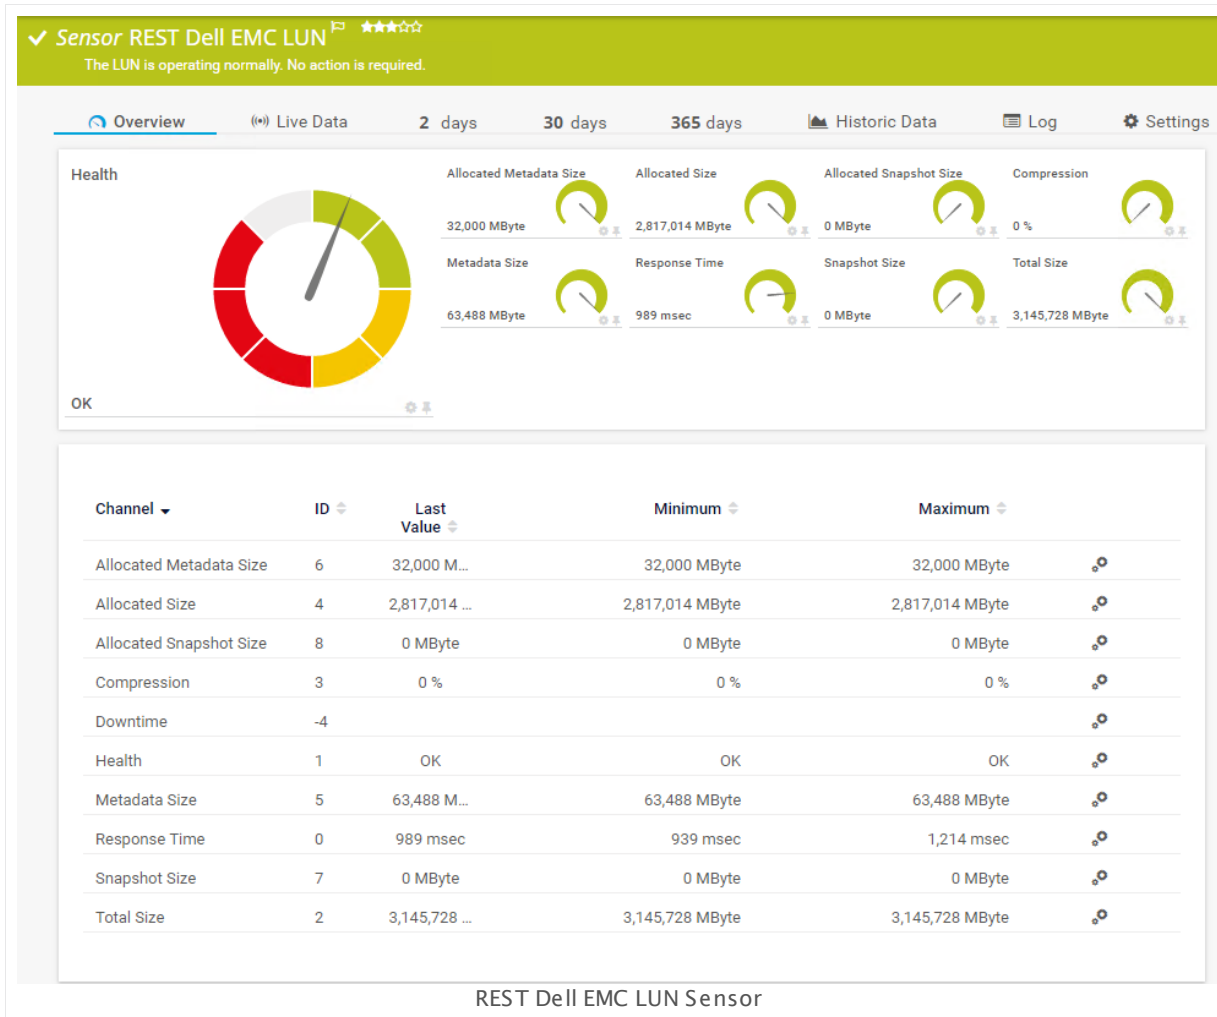 Sensor REST Dell EMC LUN
The LUN is operating normally. No action is required.
Overview Live Data 2 days 30 days 365 days Historic Data Log Settings
Health
OK
Allocated Metadata Size
32,000 MByte
Allocated Size
2,817,014 MByte
Allocated Snapshot Size
0 MByte
Compression
0 %
Metadata Size
63,488 MByte
Response Time
989 msec
Snapshot Size
0 MByte
Total Size
3,145,728 MByte
Channel ID Last Value Minimum Maximum
Allocated Metadata Size 6 32,000 M... 32,000 MByte 32,000 MByte
Allocated Size 4 2,817,014 ... 2,817,014 MByte 2,817,014 MByte
Allocated Snapshot Size 8 0 MByte 0 MByte 0 MByte
Compression 3 0 % 0 % 0 %
Downtime -4
Health 1 OK OK OK
Metadata Size 5 63,488 M... 63,488 MByte 63,488 MByte
Response Time 0 989 msec 939 msec 1,214 msec
Snapshot Size 7 0 MByte 0 MByte 0 MByte
Total Size 2 3,145,728 ... 3,145,728 MByte 3,145,728 MByte
REST Dell EMC LUN Sensor